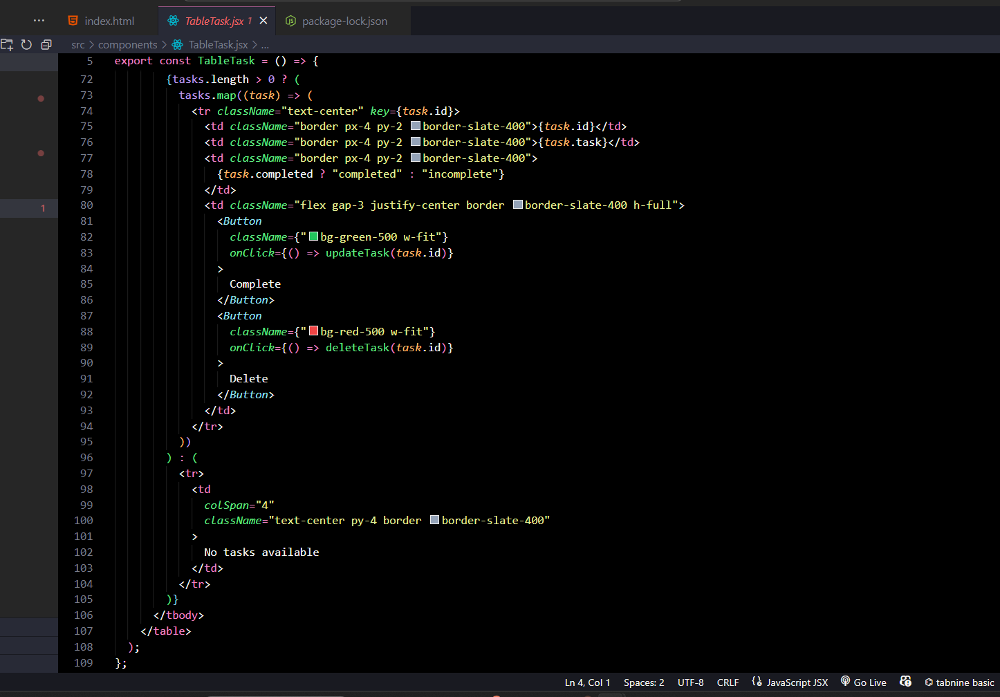 ... index.html TableTask.jsx 1 × package-lock.json
src > components > TableTask.jsx > ...
1
5 export const TableTask = () => {
72 {tasks.length > 0 ? (
73 tasks.map((task) => (
74 <tr className="text-center" key={task.id}>
75 <td className="border px-4 py-2 border-slate-400">{task.id}</td>
76 <td className="border px-4 py-2 border-slate-400">{task.task}</td>
77 <td className="border px-4 py-2 border-slate-400">
78 {task.completed ? "completed" : "incomplete"}
79 </td>
80 <td className="flex gap-3 justify-center border border-slate-400 h-full">
81 <Button
82 className={"bg-green-500 w-fit"}
83 onClick={() => updateTask(task.id)}
84 >
85 Complete
86 </Button>
87 <Button
88 className={"bg-red-500 w-fit"}
89 onClick={() => deleteTask(task.id)}
90 >
91 Delete
92 </Button>
93 </td>
94 </tr>
95 ))
96 ) : (
97 <tr>
98 <td
99 colSpan="4"
100 className="text-center py-4 border border-slate-400"
101 >
102 No tasks available
103 </td>
104 </tr>
105 )}
106 </tbody>
107 </table>
108 );
109 };
Ln 4, Col 1 Spaces: 2 UTF-8 CRLF JavaScript JSX Go Live tabnine basic